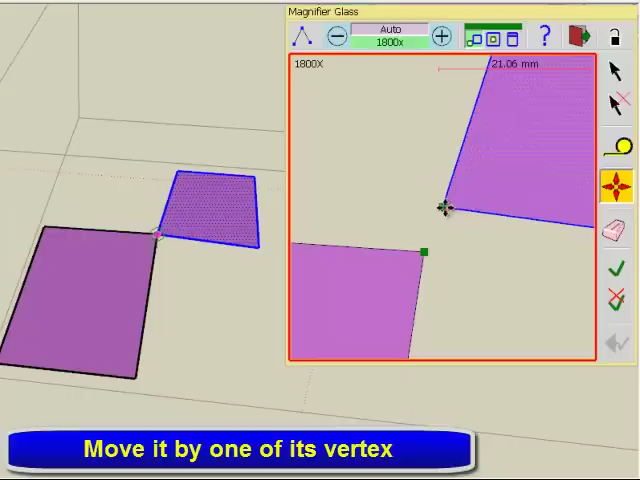 Magnifier Glass
Auto
1800x
?
1800X
21.06 mm
Move it by one of its vertex